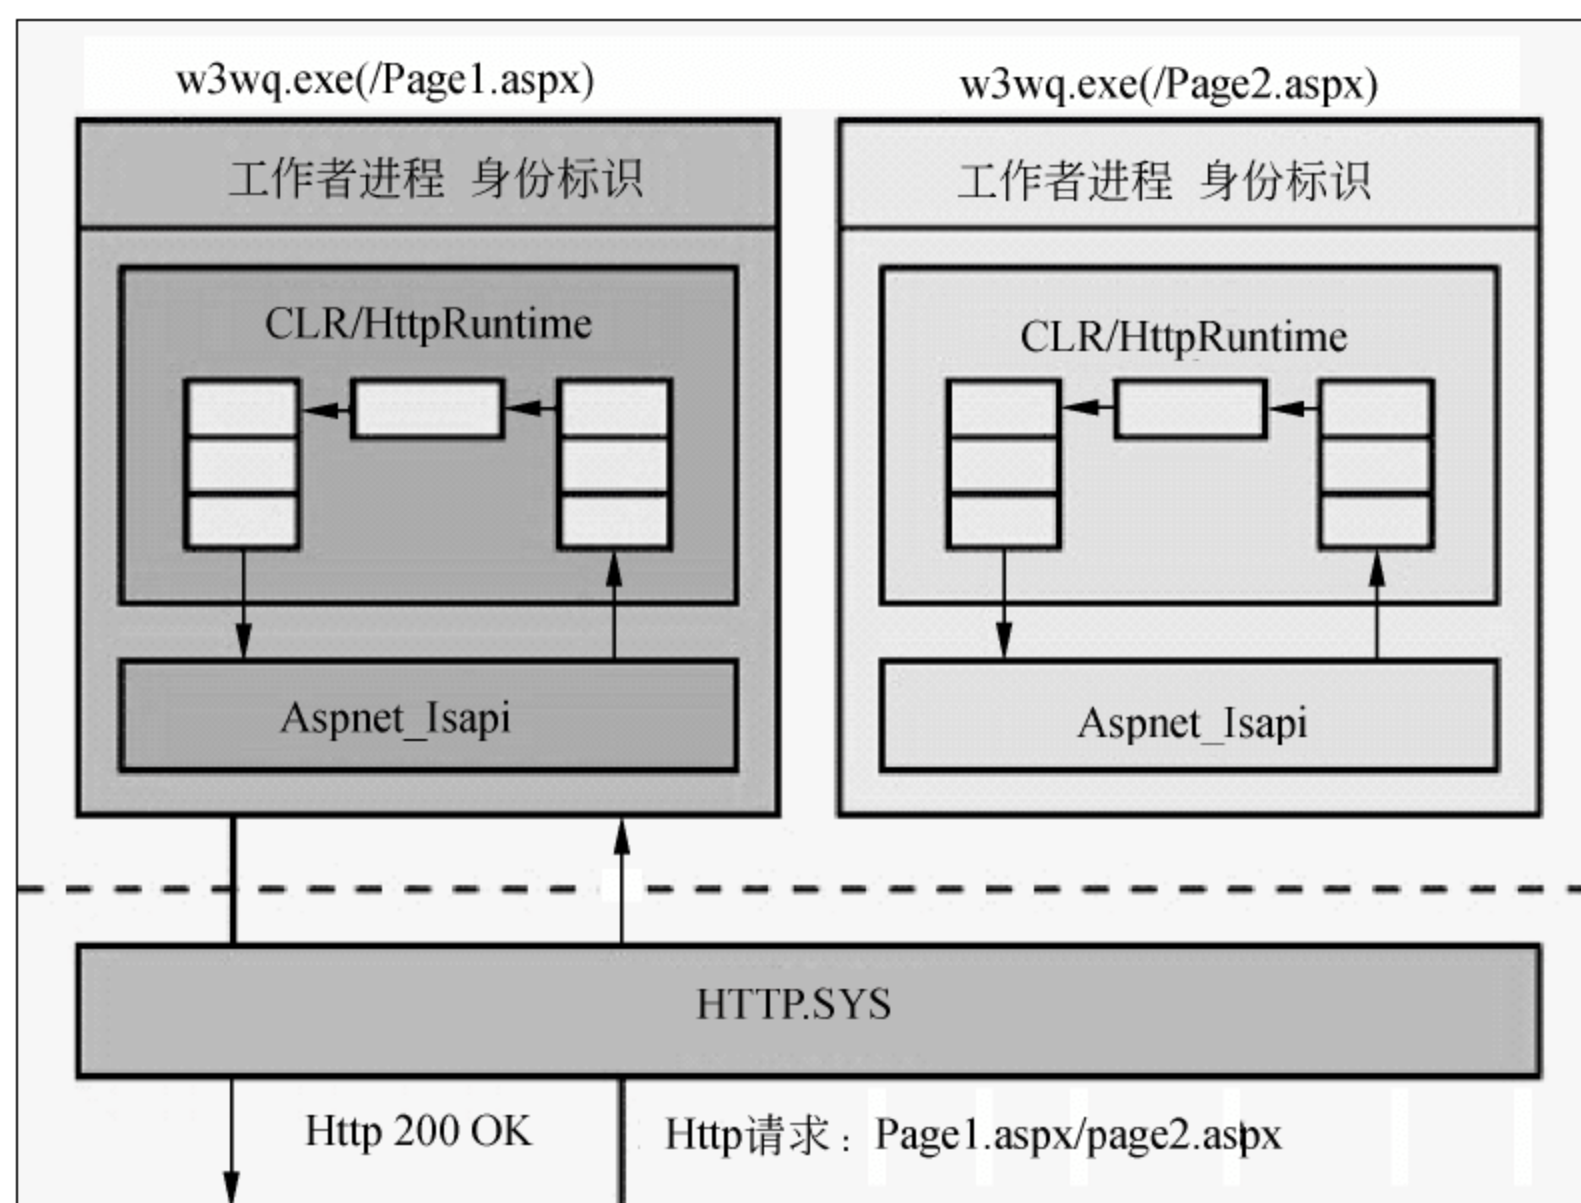 w3wq.exe(/Page1.aspx)
w3wq.exe(/Page2.aspx)
工作者进程 身份标识
工作者进程 身份标识
CLR/HttpRuntime
CLR/HttpRuntime
Aspnet_Isapi
Aspnet_Isapi
HTTP.SYS
Http 200 OK
Http请求：Page1.aspx/page2.aspx